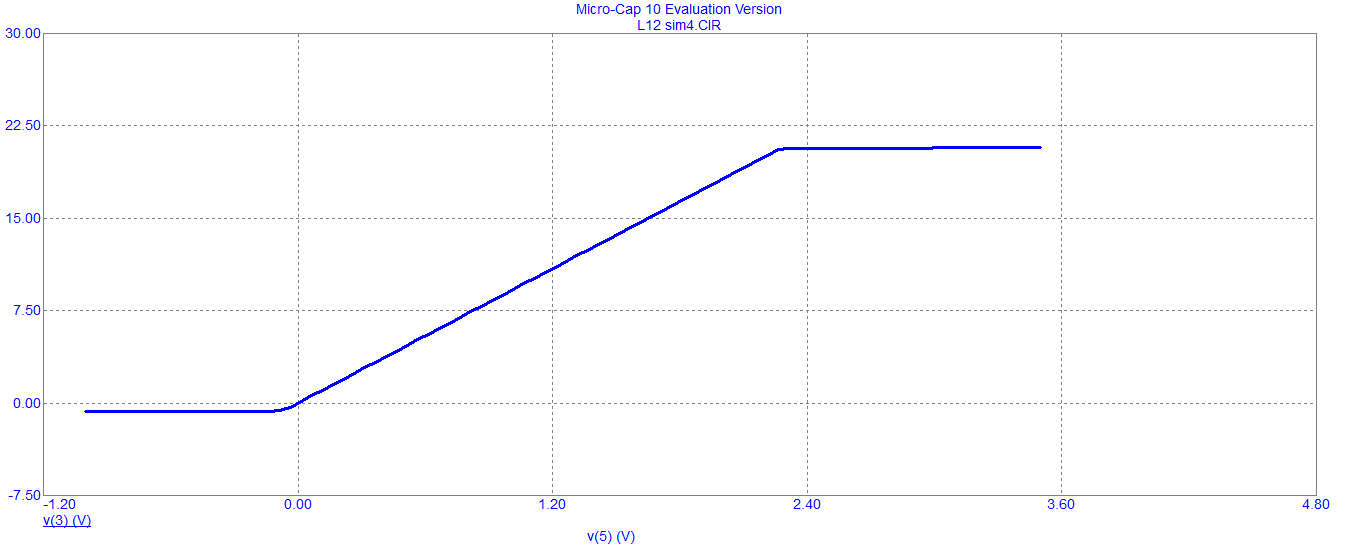 Micro-Cap 10 Evaluation Version
L12 sim4.CIR
30.00
22.50
15.00
7.50
0.00
-7.50
-1.20 0.00 1.20 2.40 3.60 4.80
v(3) (V)
v(5) (V)